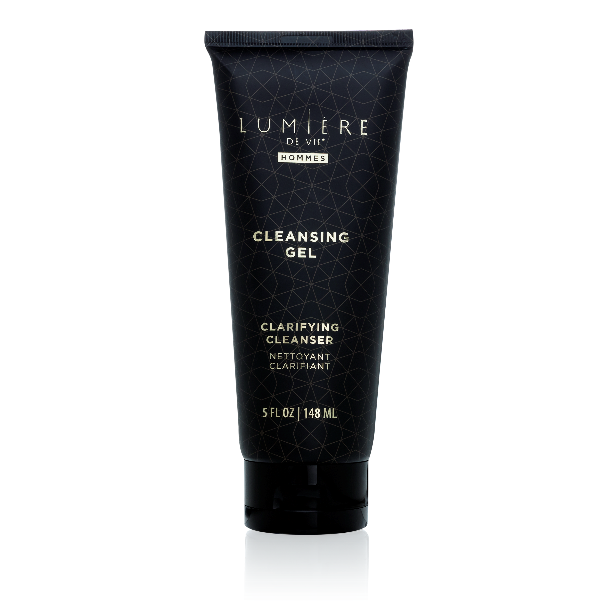 LUMIÈRE
DE VIE®
HOMMES
CLEANSING
GEL
CLARIFYING
CLEANSER
NETTOYANT
CLARIFIANT
5 FL OZ | 148 ML